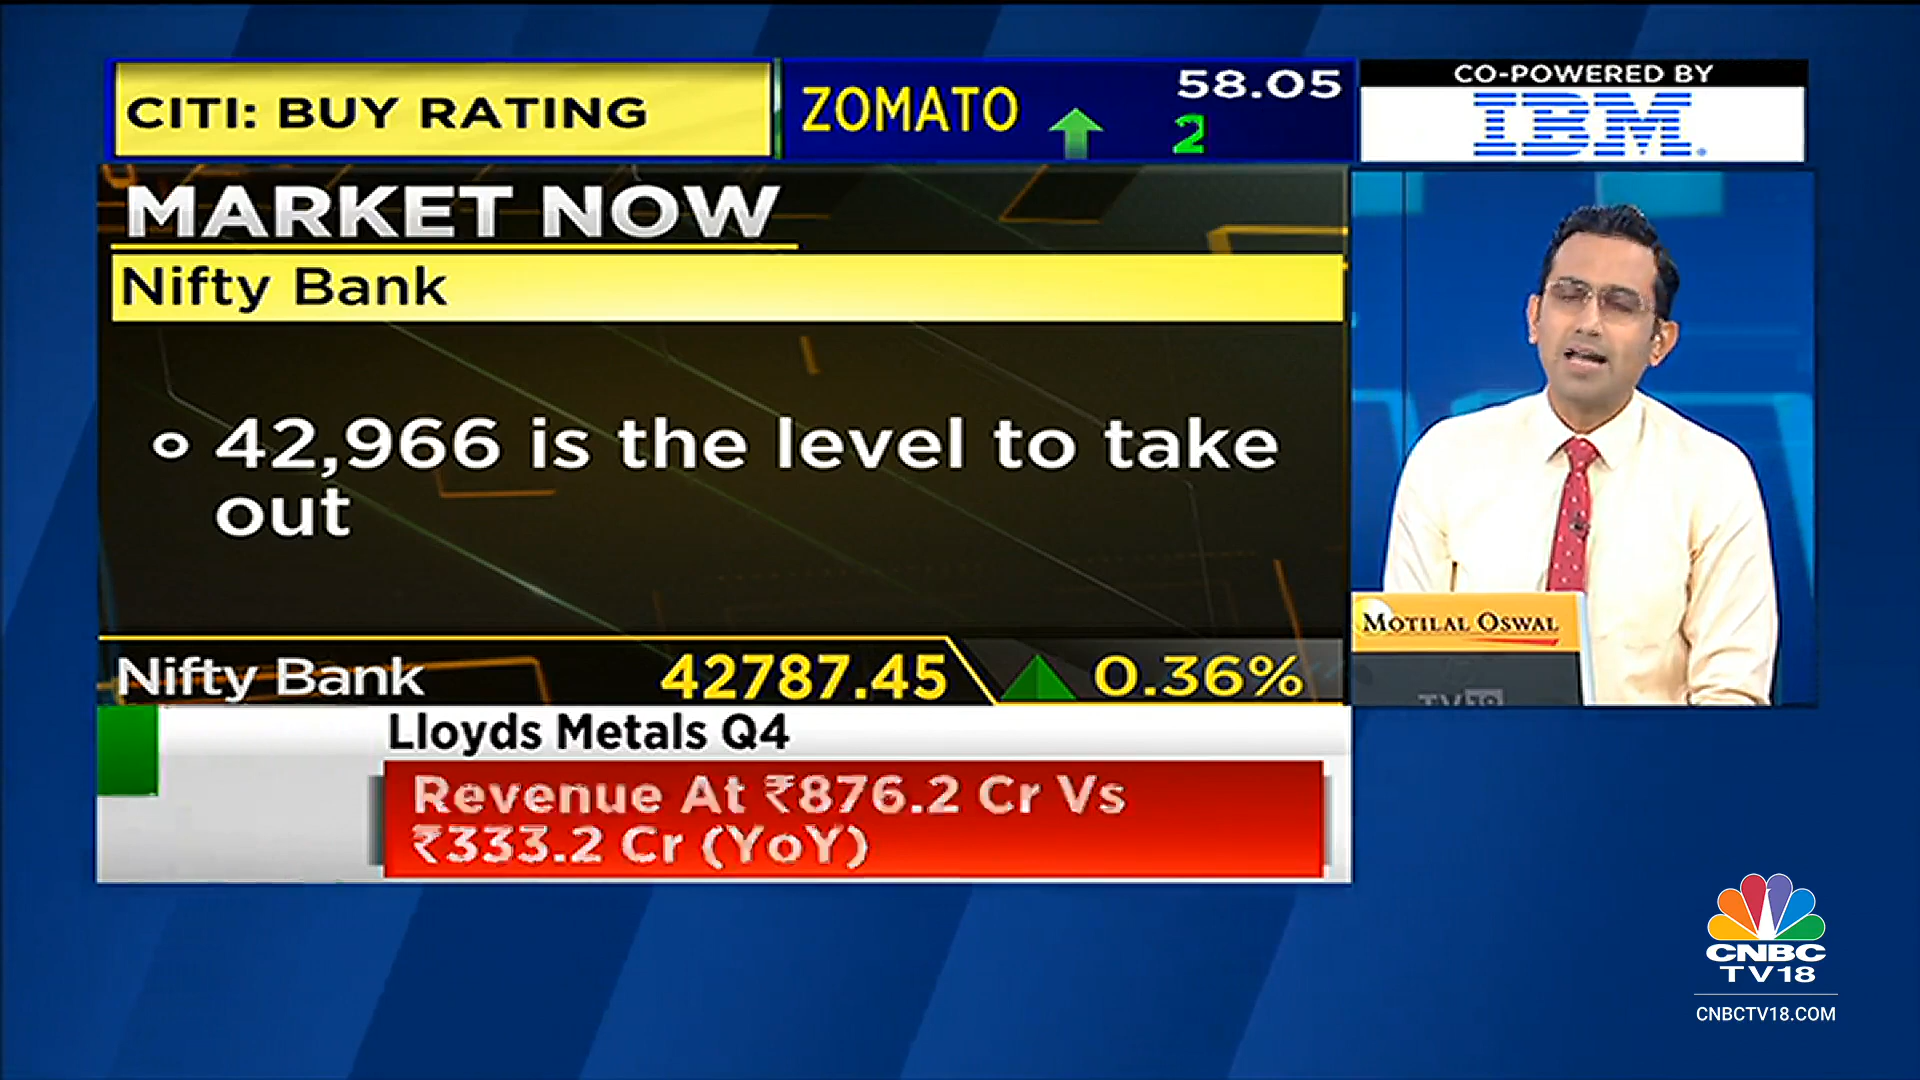 CITI: BUY RATING
ZOMATO
58.05
2
CO-POWERED BY
IBM
MARKET NOW
Nifty Bank
42,966 is the level to take
out
MOTILAL OSWAL
TV18
Nifty Bank 42787.45 0.36%
Lloyds Metals Q4
Revenue At ₹876.2 Cr Vs
₹333.2 Cr (YoY)
CNBC
TV18
CNBCTV18.COM